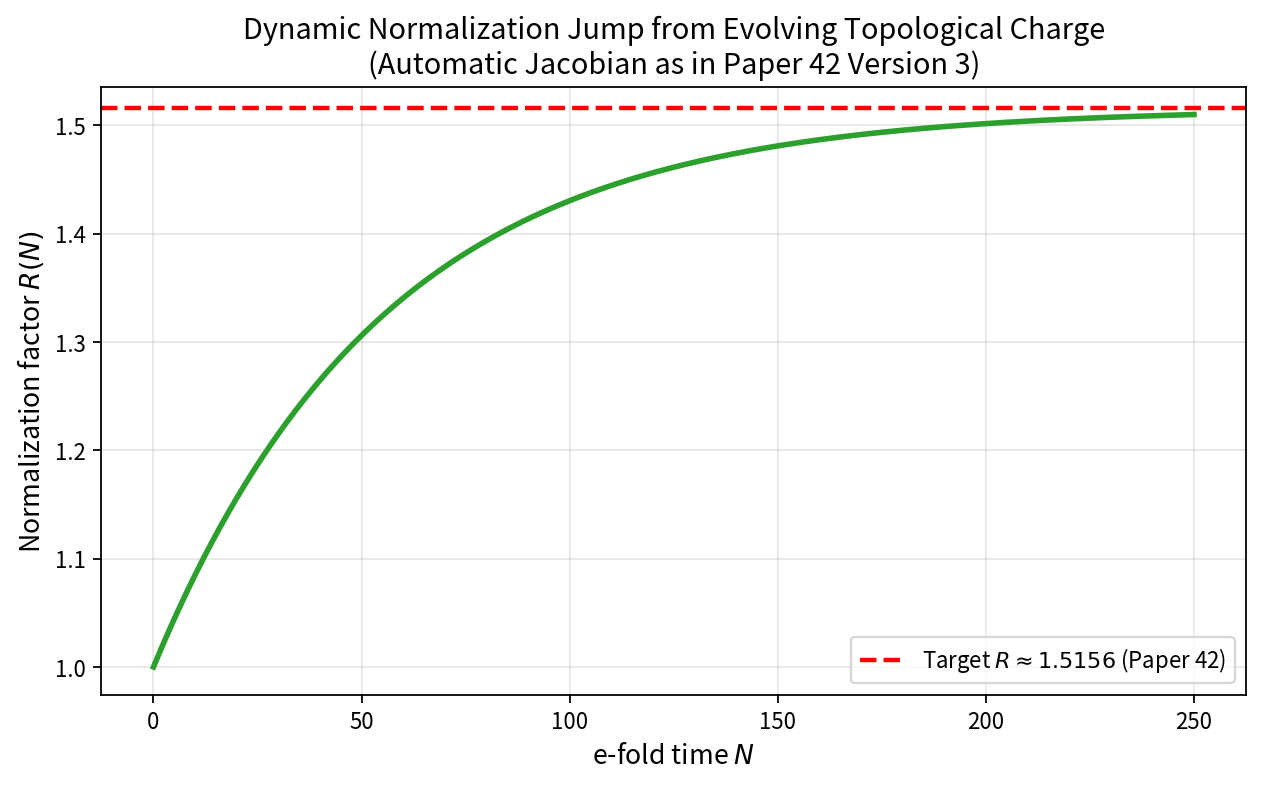 Dynamic Normalization Jump from Evolving Topological Charge
(Automatic Jacobian as in Paper 42 Version 3)
Normalization factor R(N)
1.5
1.4
1.3
1.2
1.1
1.0
Target R ≈ 1.5156 (Paper 42)
0 50 100 150 200 250
e-fold time N